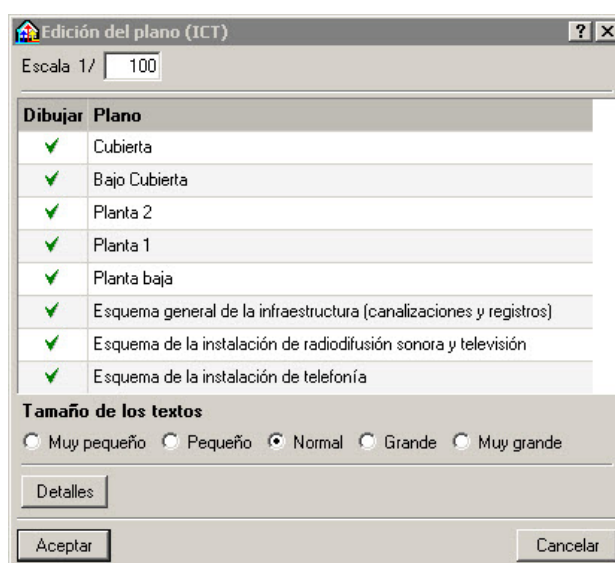 Edición del plano (ICT)
Escala 1/ 100
Dibujar Plano
Cubierta
Bajo Cubierta
Planta 2
Planta 1
Planta baja
Esquema general de la infraestructura (canalizaciones y registros)
Esquema de la instalación de radiodifusión sonora y televisión
Esquema de la instalación de telefonía
Tamaño de los textos
Muy pequeño Pequeño Normal Grande Muy grande
Detalles
Aceptar Cancelar